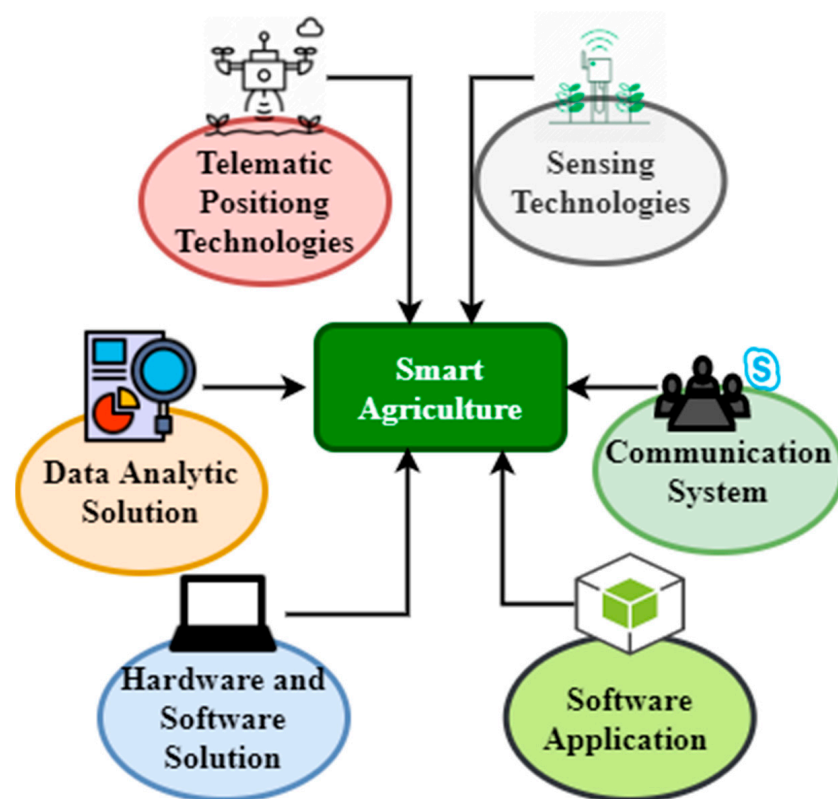 Telematic
Positiong
Technologies
Sensing
Technologies
Smart
Agriculture
S
Data Analytic
Solution
Communication
System
Hardware and
Software
Solution
Software
Application